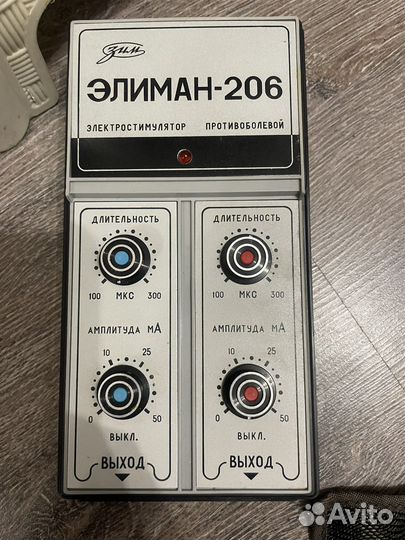 зим
ЭЛИМАН-206
ЭЛЕКТРОСТИМУЛЯТОР ПРОТИВОБОЛЕВОЙ
ДЛИТЕЛЬНОСТЬ
100 МКС 300
АМПЛИТУДА мА
10 25
0 50
ВЫКЛ.
ВЫХОД
ДЛИТЕЛЬНОСТЬ
100 МКС 300
АМПЛИТУДА мА
10 25
0 50
ВЫКЛ.
ВЫХОД
Avito